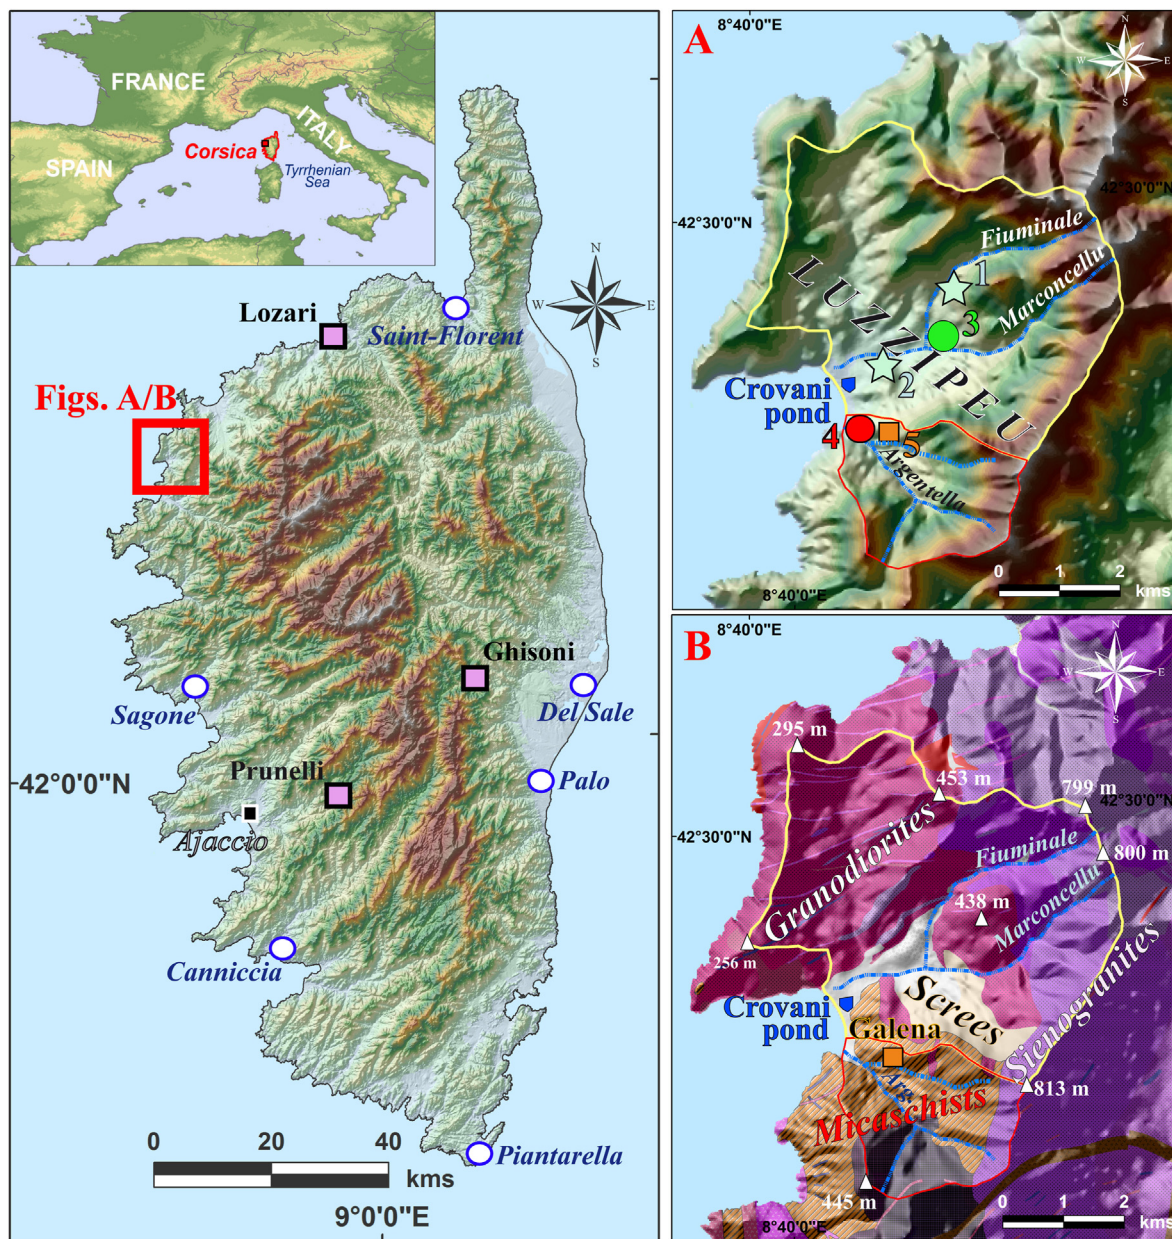 FRANCE
ITALY
SPAIN
Corsica
Tyrrhenian
Sea
N
W
E
S
Lozari
Saint-Florent
Figs. A/B
Ghisoni
Sagone
Del Sale
Prunelli
Palo
42°0'0"N
Ajaccio
Canniccia
Piantarella
0 20 40
kms
9°0'0"E
A
8°40'0"E
N
W
E
S
42°30'0"N
42°30'0"N
Fiuminale
Marconcellu
LUZZIPEU
1
3
2
Crovani
pond
4
5
Argentella
0 1 2
kms
8°40'0"E
B
8°40'0"E
N
W
E
S
295 m
453 m
799 m
42°30'0"N
42°30'0"N
800 m
Fiuminale
Granodiorites
438 m
Marconcellu
256 m
Sienogranites
Screes
Crovani
pond
Galena
Arg.
813 m
Micaschists
445 m
0 1 2
kms
8°40'0"E